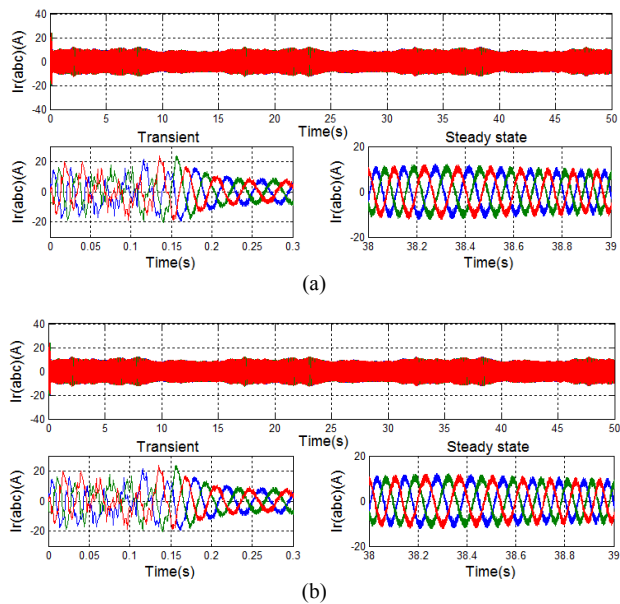 Ir(abc)(A)
40
20
0
-20
-40
0 5 10 15 20 25 30 35 40 45 50
Transient
Time(s)
Steady state
Ir(abc)(A)
20
0
-20
0 0.05 0.1 0.15 0.2 0.25 0.3
Time(s)
Ir(abc)(A)
20
0
-20
38 38.2 38.4 38.6 38.8 39
Time(s)
(a)
Ir(abc)(A)
40
20
0
-20
-40
0 5 10 15 20 25 30 35 40 45 50
Transient
Time(s)
Steady state
Ir(abc)(A)
20
0
-20
0 0.05 0.1 0.15 0.2 0.25 0.3
Time(s)
Ir(abc)(A)
20
0
-20
38 38.2 38.4 38.6 38.8 39
Time(s)
(b)